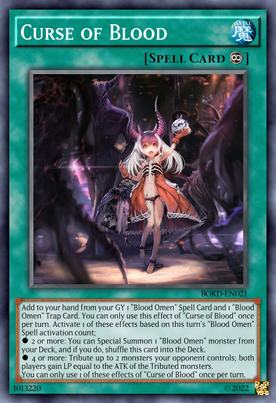 CURSE OF BLOOD
魔
[SPELL CARD ]
BOKD-EN021
Add to your hand from your GY 1 "Blood Omen" Spell Card and 1 "Blood
Omen" Trap Card. You can only use this effect of "Curse of Blood" once
per turn. Activate 1 of these effects based on this turn's "Blood Omen"
Spell activation count;
● 2 or more: You can Special Summon 1 "Blood Omen" monster from
your Deck, and if you do, shuffle this card into the Deck.
● 4 or more: Tribute up to 2 monsters your opponent controls; both
players gain LP equal to the ATK of the Tributed monsters.
You can only use 1 of these effects of "Curse of Blood" once per turn.
1013220
©2022